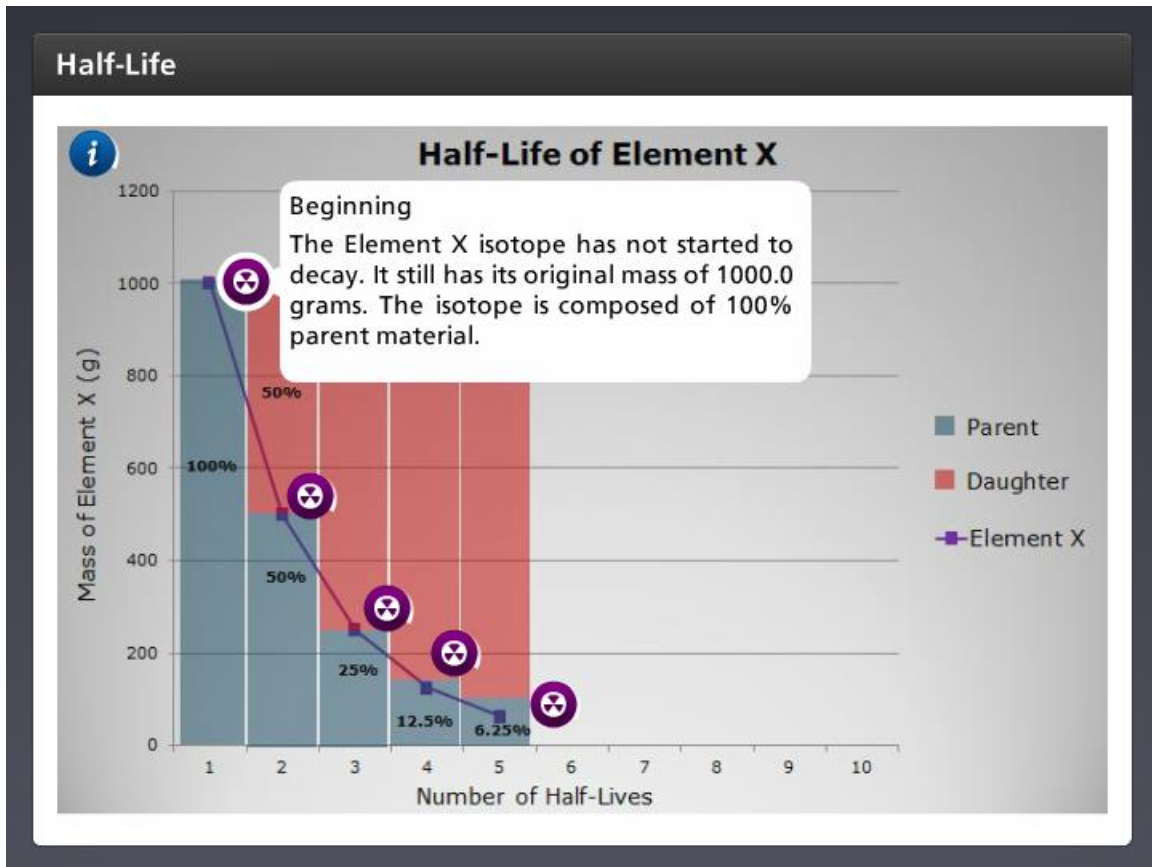 Half-Life
i
Half-Life of Element X
Beginning
The Element X isotope has not started to
decay. It still has its original mass of 1000.0
grams. The isotope is composed of 100%
parent material.
Mass of Element X (g)
1200
1000
800
600
400
200
0
100%
50%
50%
25%
12.5%
6.25%
1 2 3 4 5 6 7 8 9 10
Number of Half-Lives
Parent
Daughter
Element X